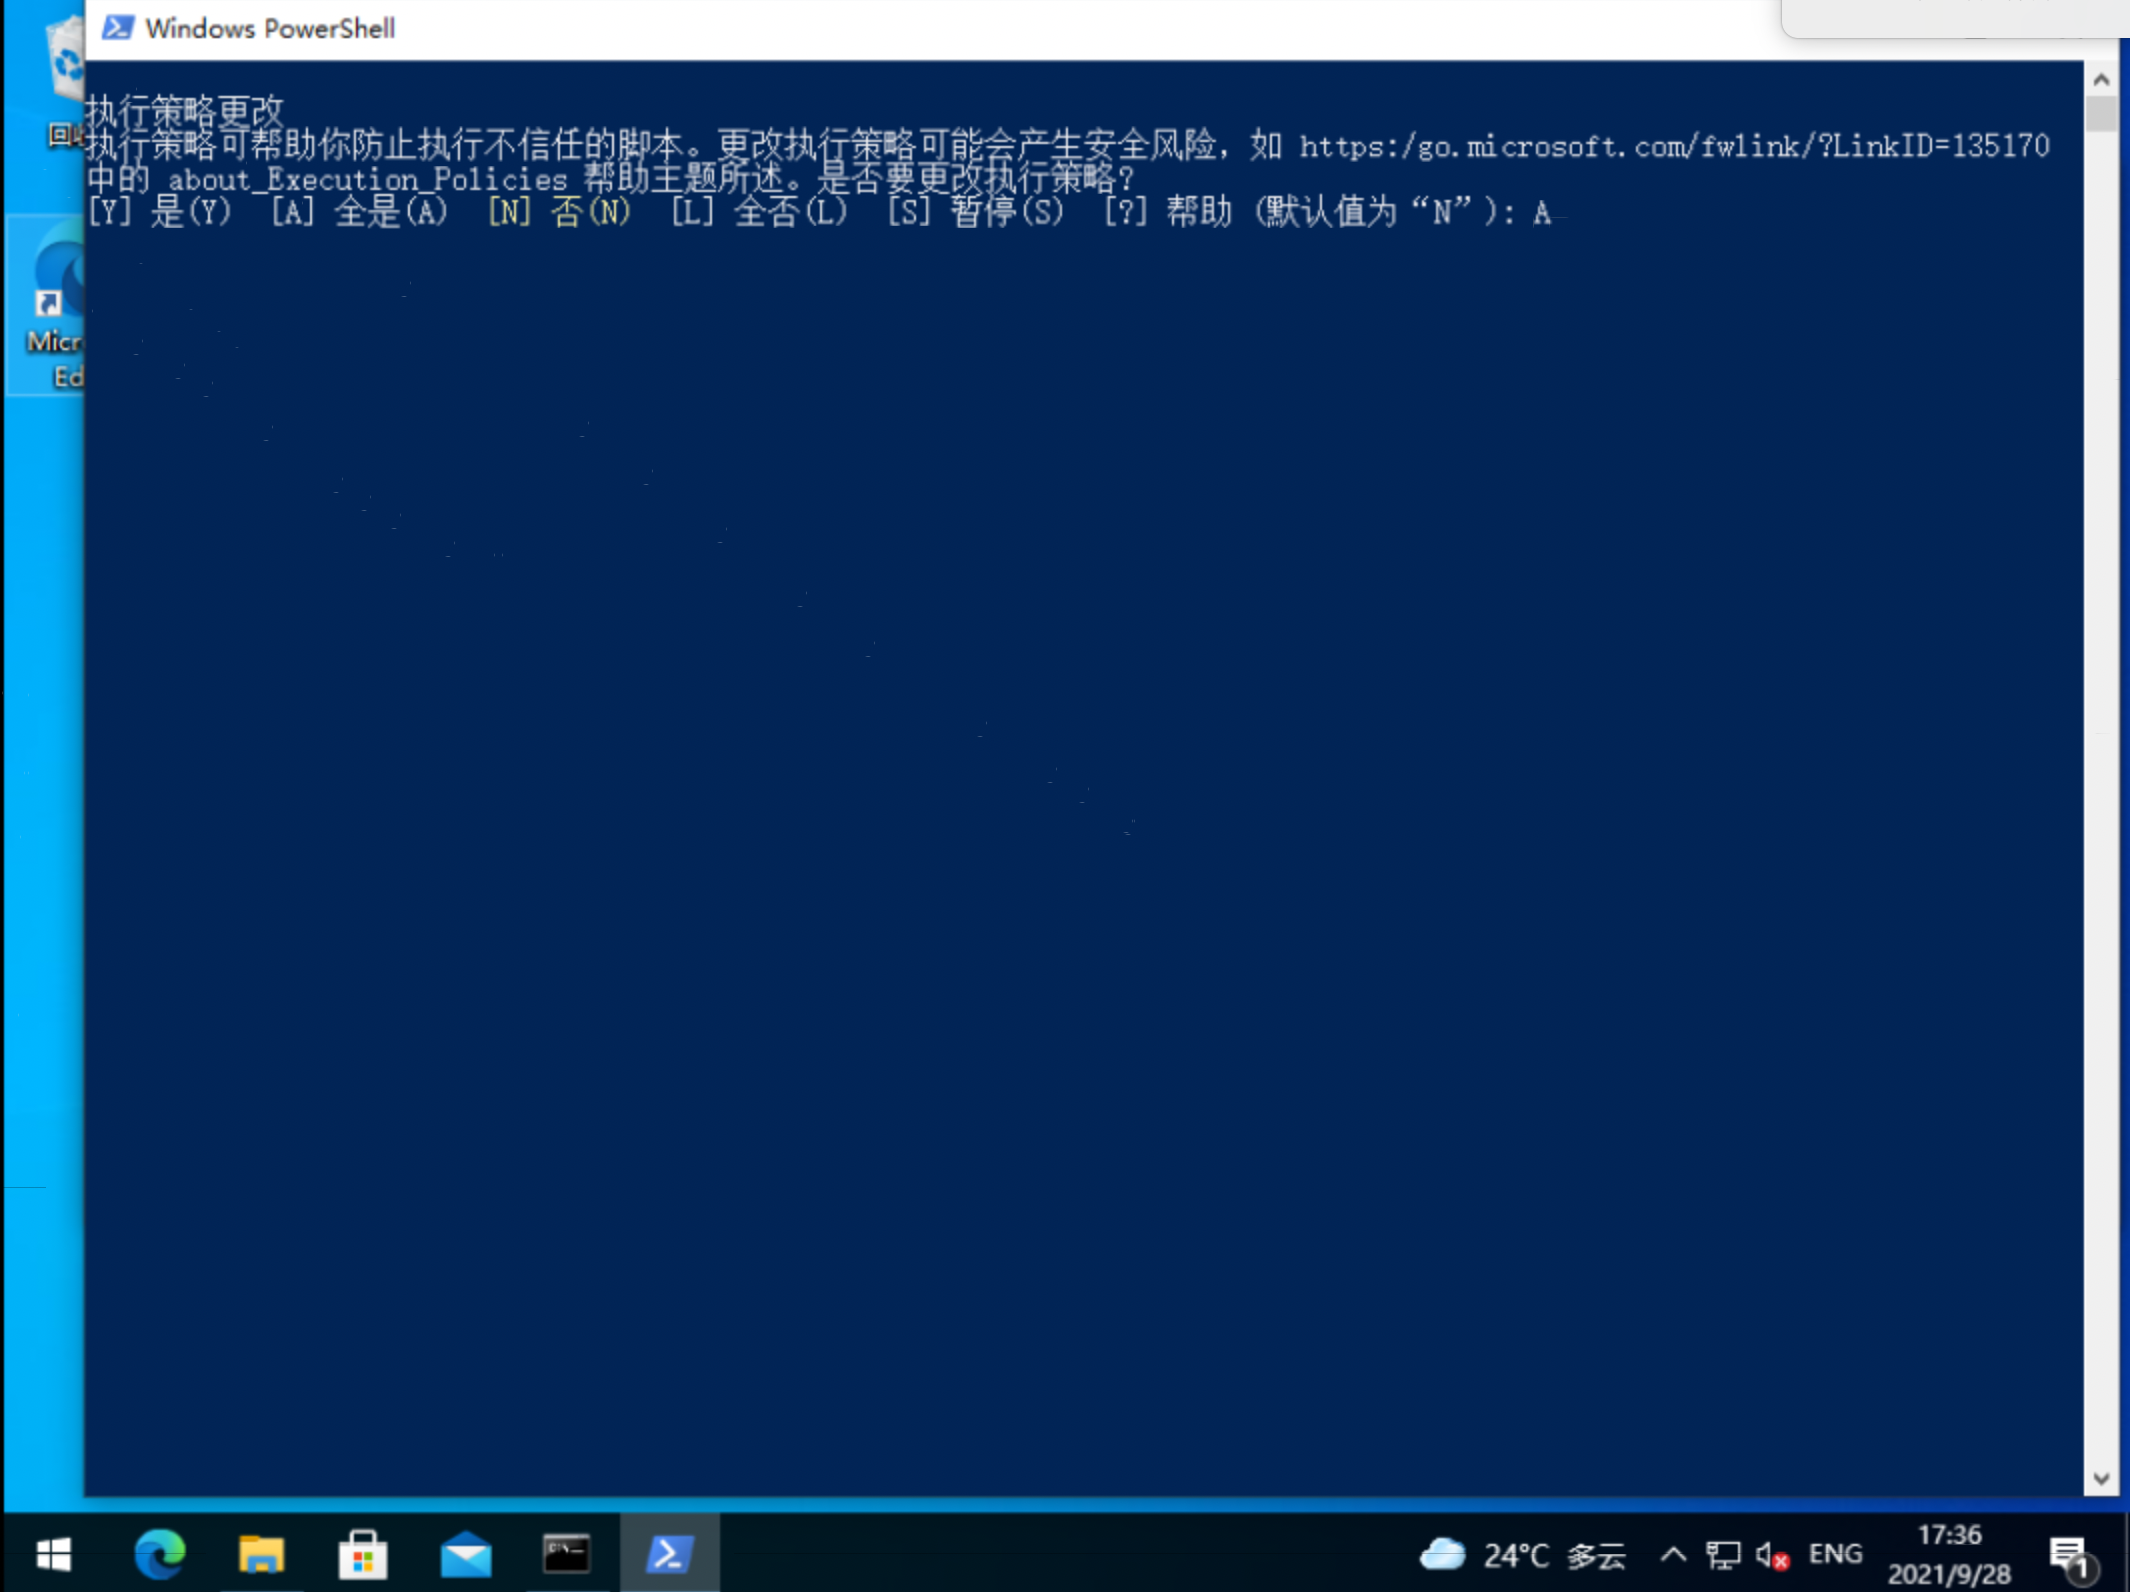 Windows PowerShell
执行策略更改
执行策略可帮助你防止执行不信任的脚本。更改执行策略可能会产生安全风险，如 https:/go.microsoft.com/fwlink/?LinkID=135170
中的 about_Execution_Policies 帮助主题所述。是否要更改执行策略?
[Y] 是(Y)  [A] 全是(A)  [N] 否(N)  [L] 全否(L)  [S] 暂停(S)  [?] 帮助 (默认值为“N”): A
回
Micr
Ed
24°C 多云
ENG
17:36
2021/9/28
1